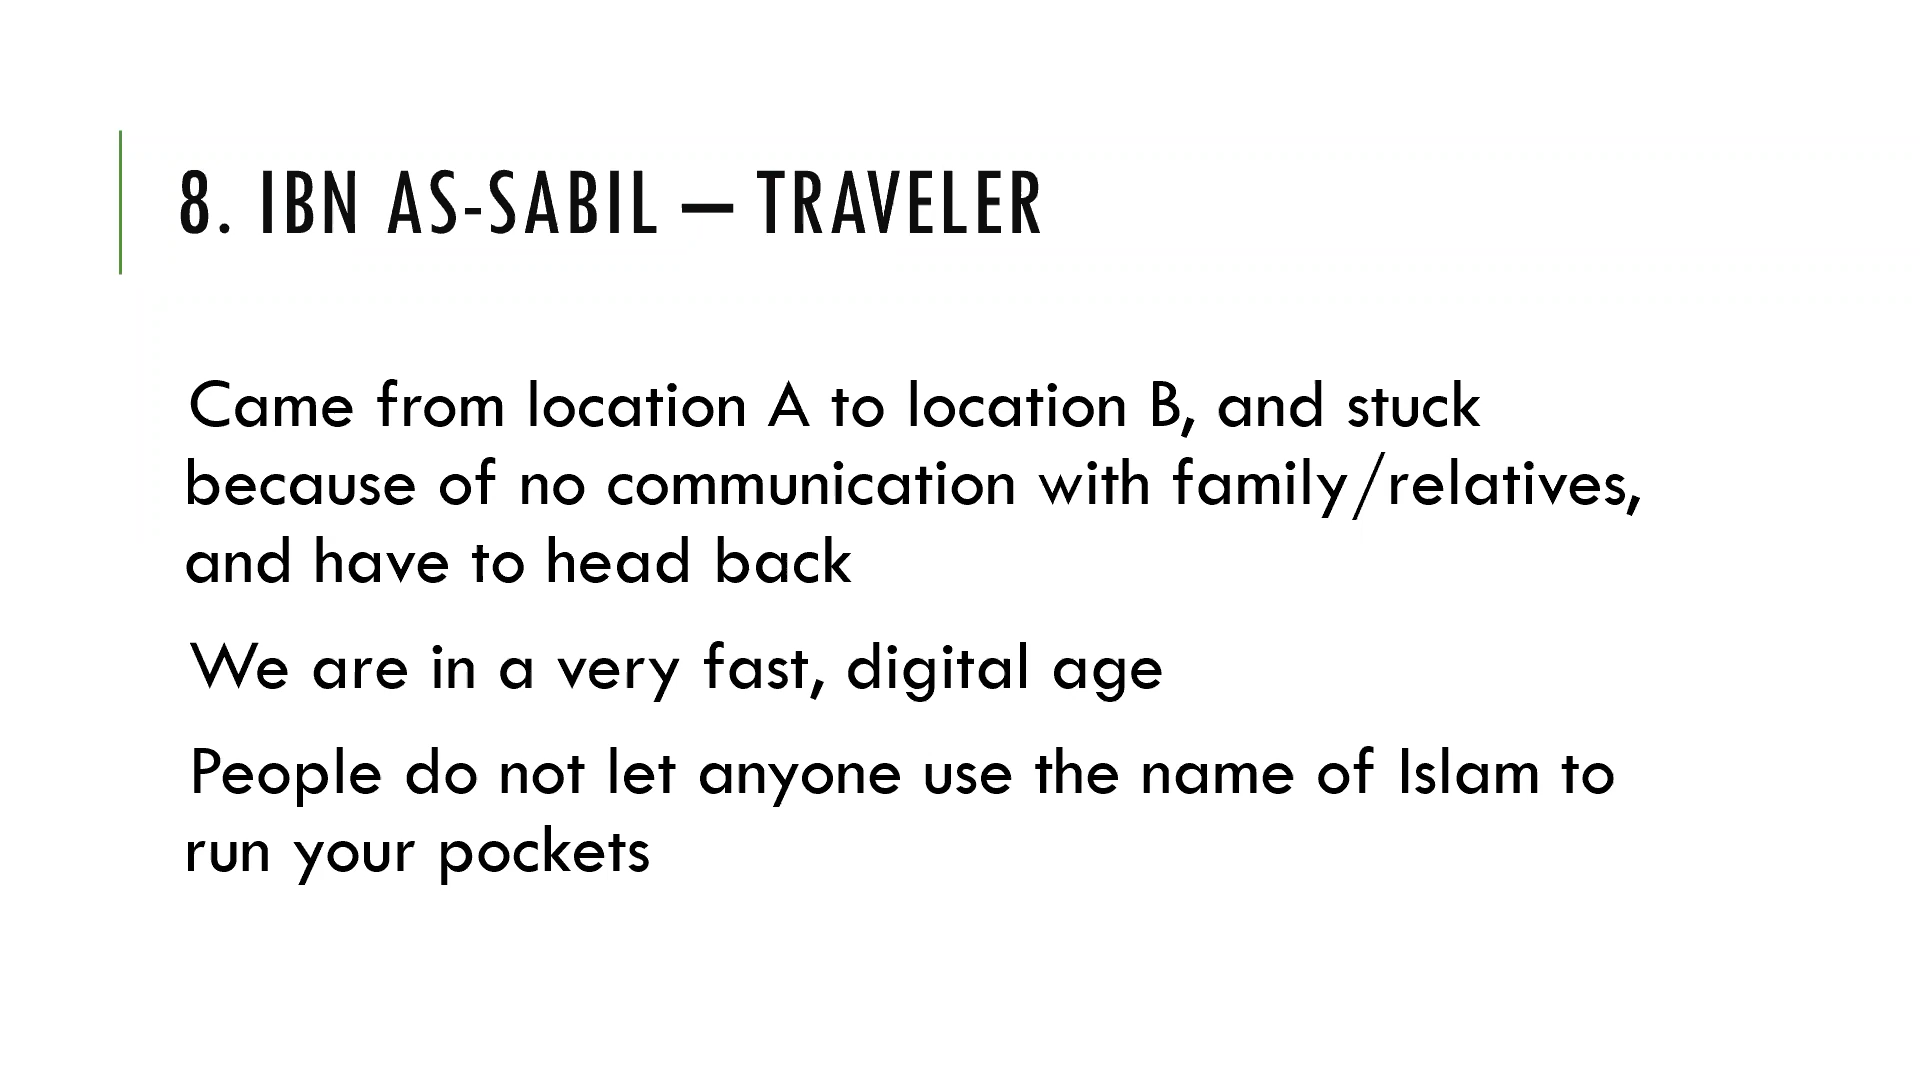 8. IBN AS-SABIL – TRAVELER
Came from location A to location B, and stuck
because of no communication with family/relatives,
and have to head back
We are in a very fast, digital age
People do not let anyone use the name of Islam to
run your pockets